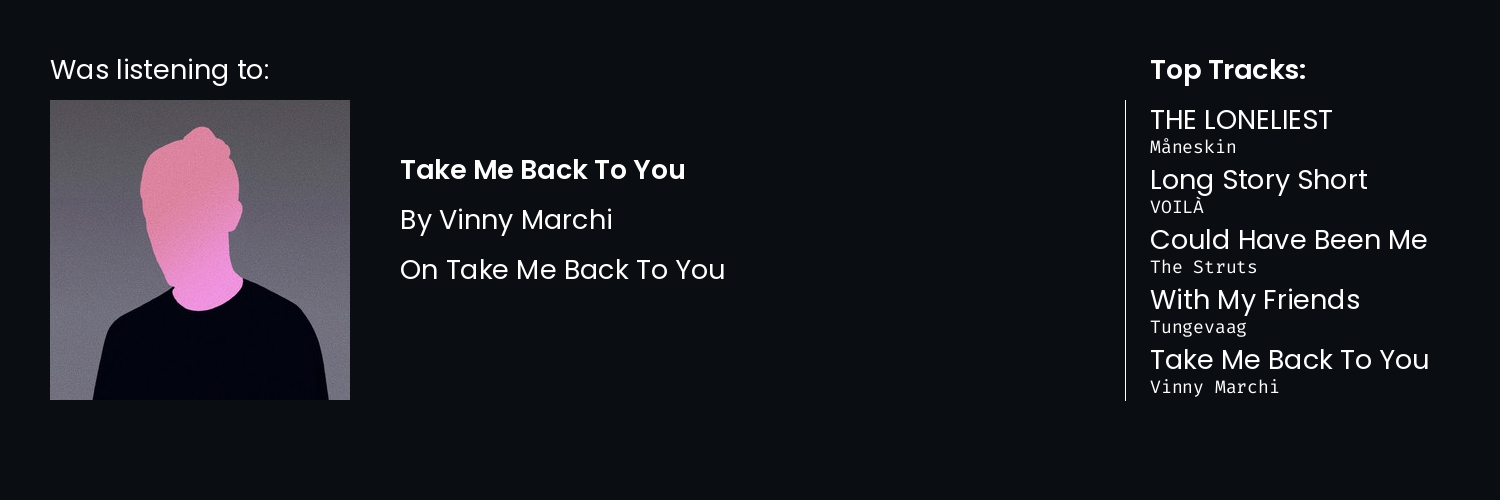 Was listening to:
Take Me Back To You
By Vinny Marchi
On Take Me Back To You
Top Tracks:
THE LONELIEST
Måneskin
Long Story Short
VOILÀ
Could Have Been Me
The Struts
With My Friends
Tungevaag
Take Me Back To You
Vinny Marchi